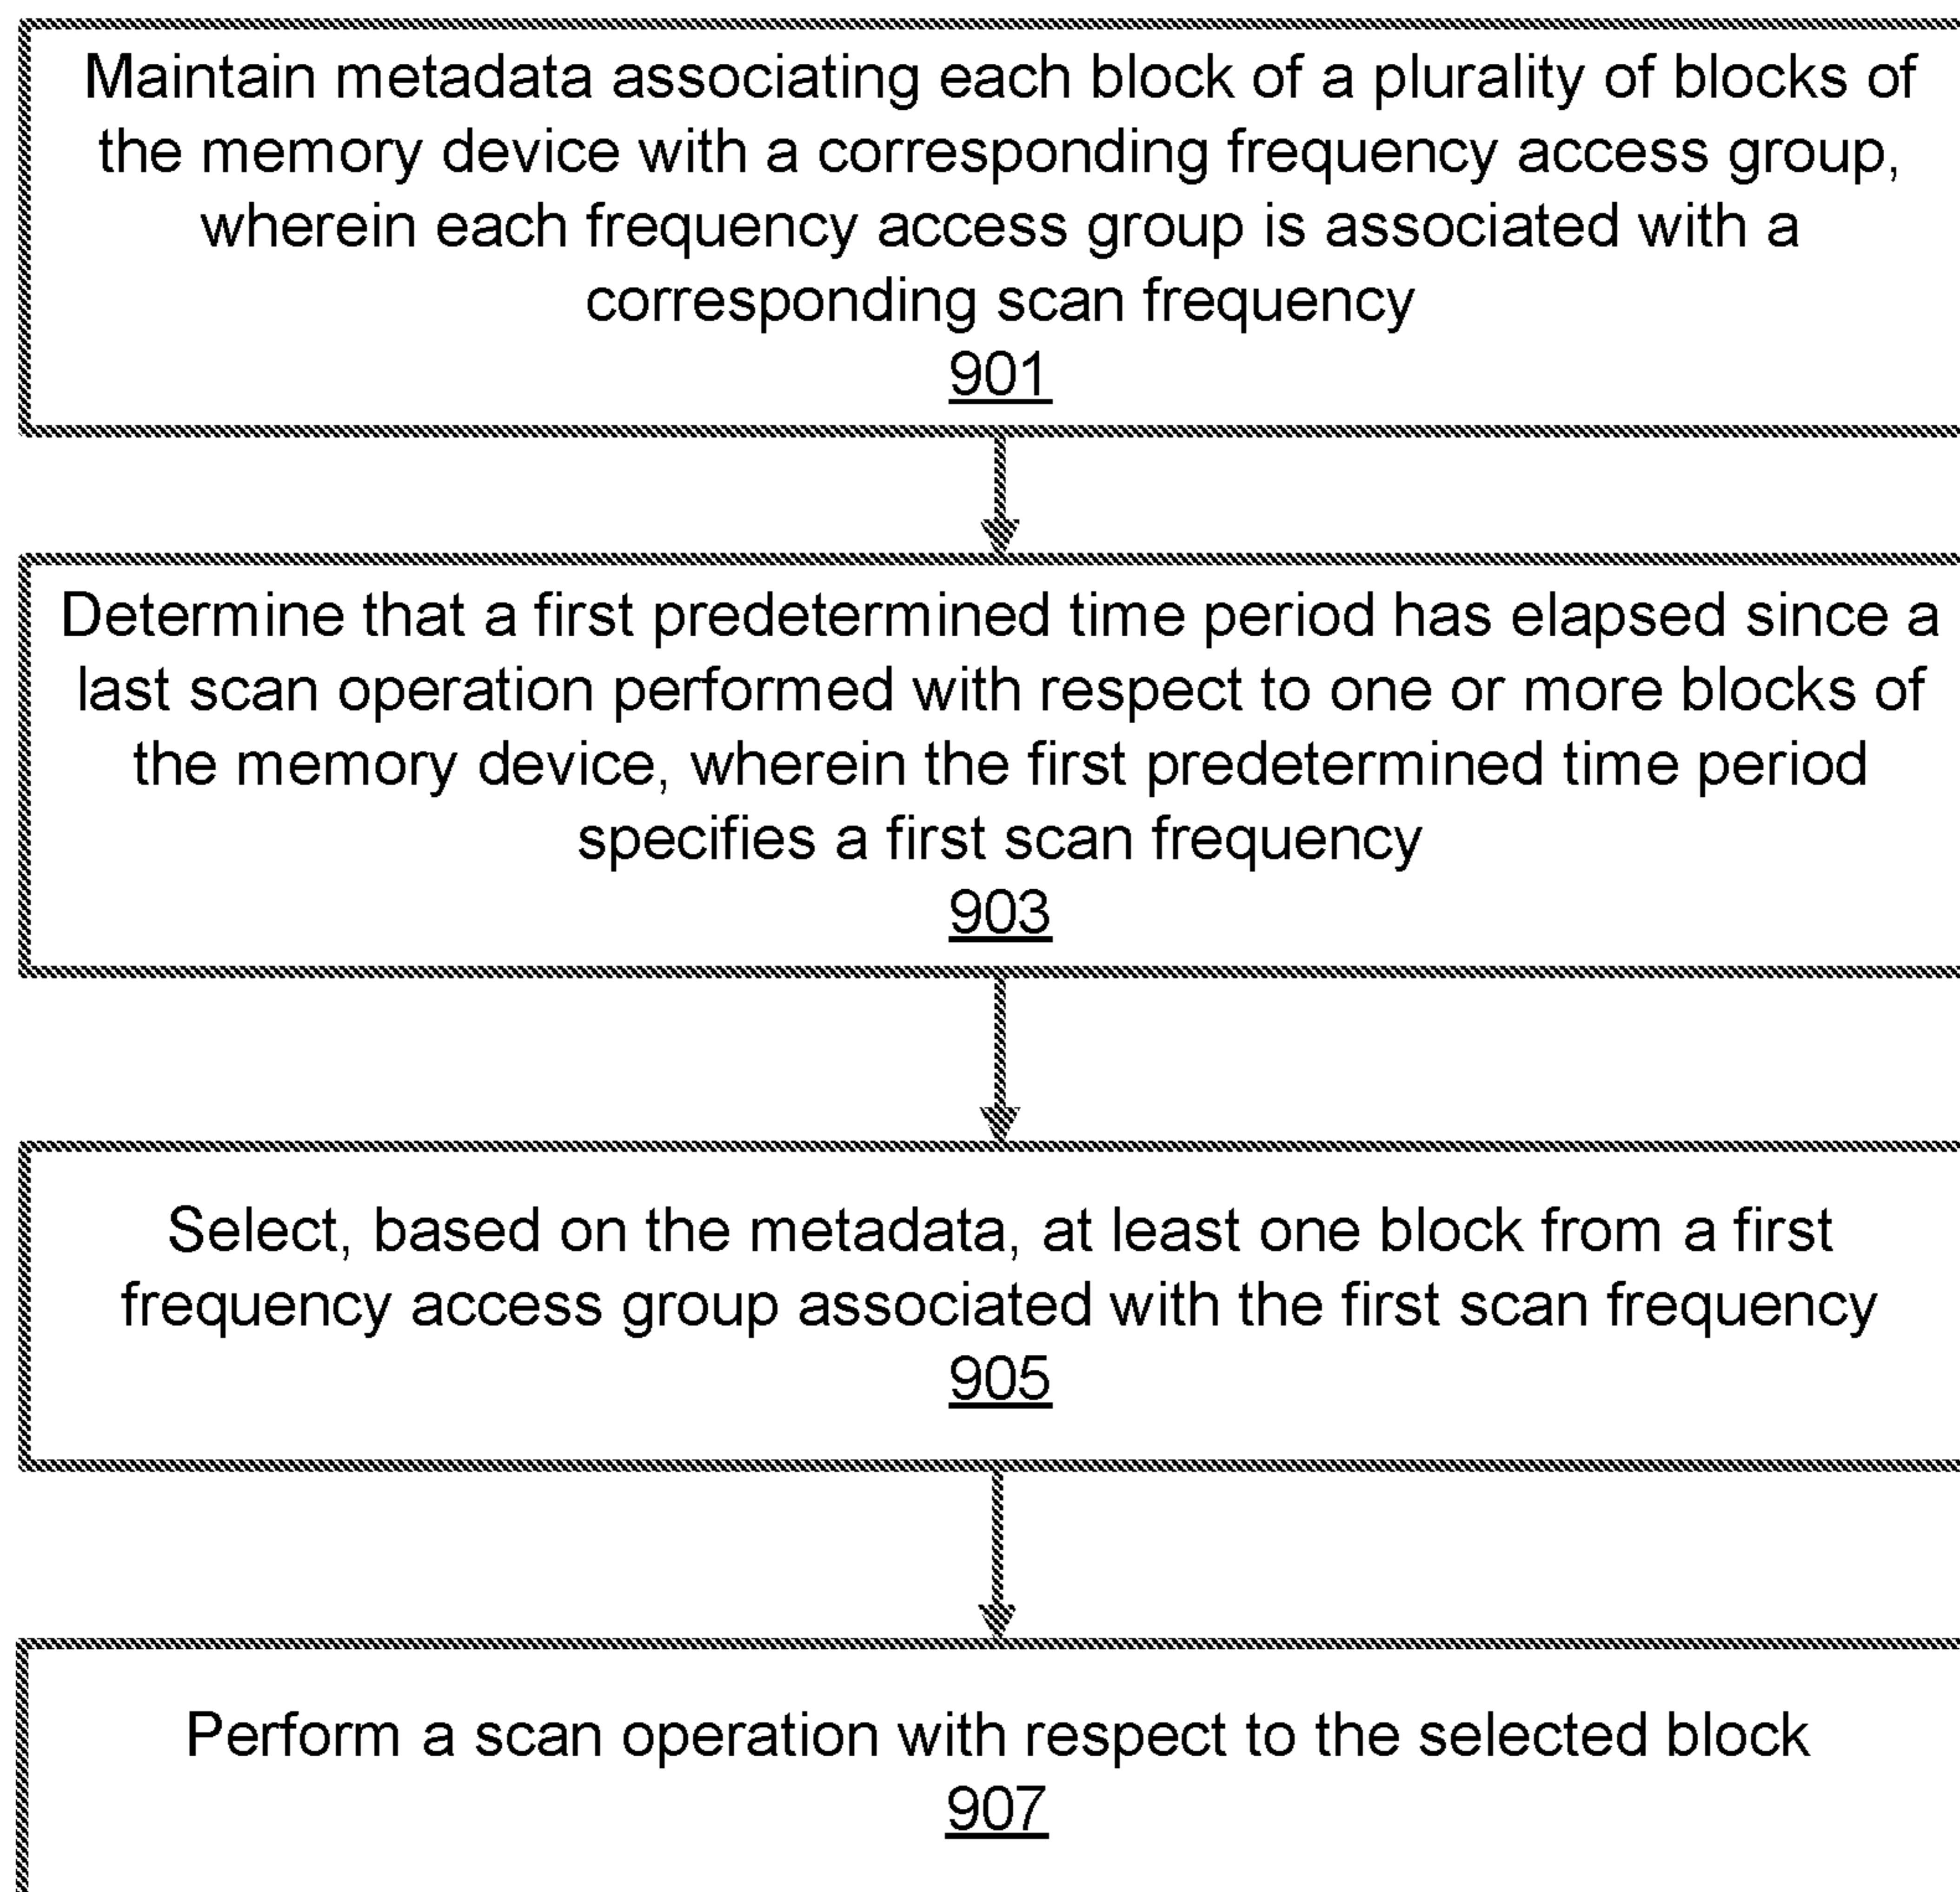 Maintain metadata associating each block of a plurality of blocks of
the memory device with a corresponding frequency access group,
wherein each frequency access group is associated with a
corresponding scan frequency
901
Determine that a first predetermined time period has elapsed since a
last scan operation performed with respect to one or more blocks of
the memory device, wherein the first predetermined time period
specifies a first scan frequency
903
Select, based on the metadata, at least one block from a first
frequency access group associated with the first scan frequency
905
Perform a scan operation with respect to the selected block
907